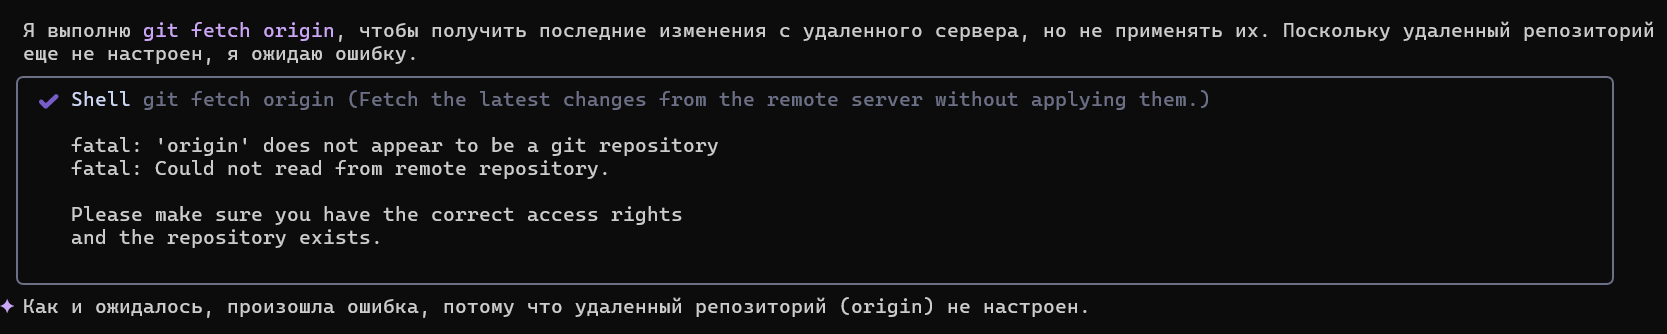 Я выполню git fetch origin, чтобы получить последние изменения с удаленного сервера, но не применять их. Поскольку удаленный репозиторий
еще не настроен, я ожидаю ошибку.
✔ Shell git fetch origin (Fetch the latest changes from the remote server without applying them.)
fatal: 'origin' does not appear to be a git repository
fatal: Could not read from remote repository.
Please make sure you have the correct access rights
and the repository exists.
✦ Как и ожидалось, произошла ошибка, потому что удаленный репозиторий (origin) не настроен.